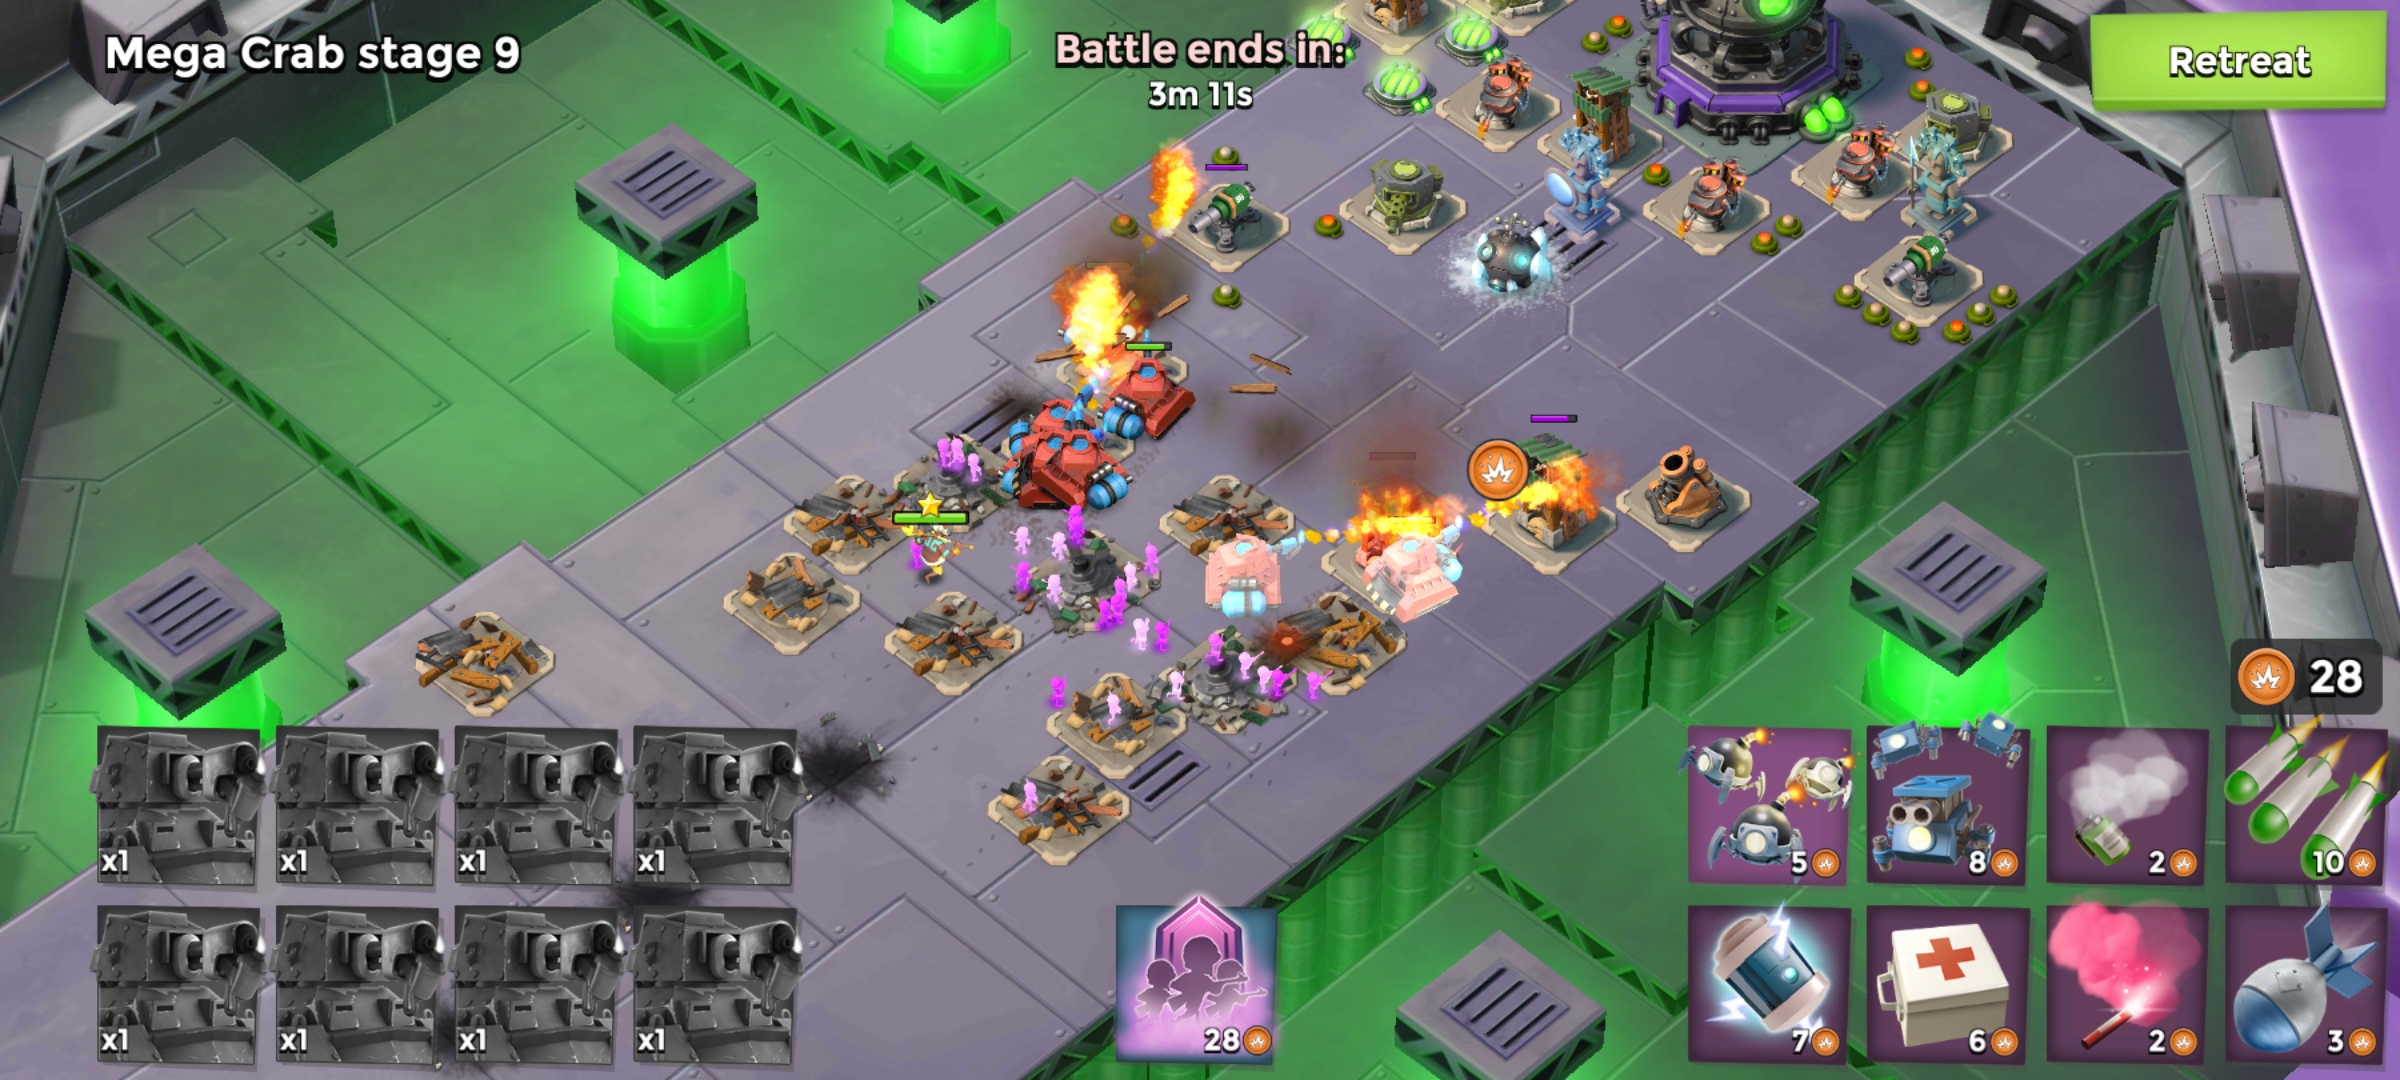 Mega Crab stage 9
Battle ends in:
3m 11s
Retreat
28
x1
x1
x1
x1
5
8
2
10
x1
x1
x1
x1
28
7
6
2
3